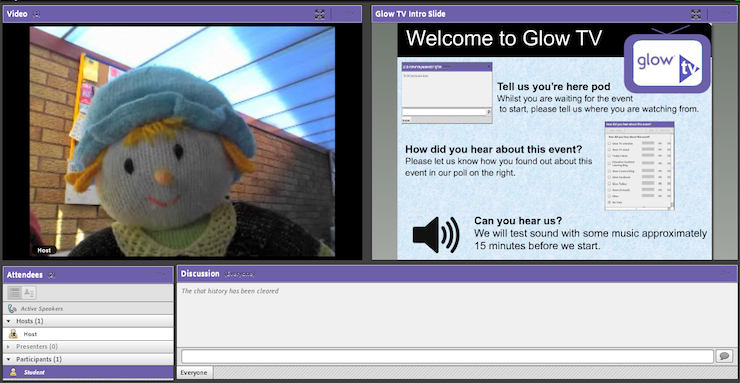 Video
Host
Glow TV Intro Slide
Welcome to Glow TV
glow
tv
Tell us you're here pod
Whilst you are waiting for the event
to start, please tell us where you are watching from.
How did you hear about this event?
Please let us know how you found out about this
event in our poll on the right.
Can you hear us?
We will test sound with some music approximately
15 minutes before we start.
Attendees (2)
Active Speakers
Hosts (1)
Host
Presenters (0)
Participants (1)
Student
Discussion (Everyone)
The chat history has been cleared
Everyone